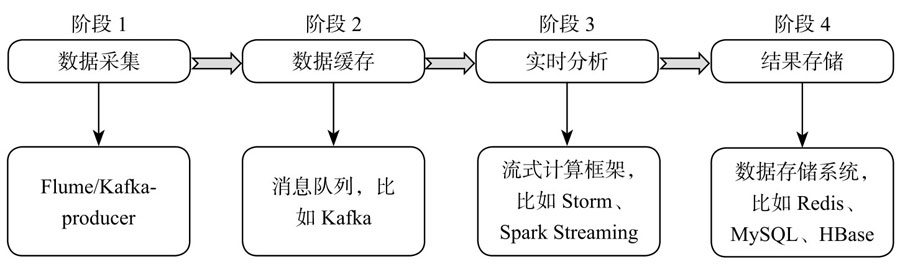 阶段 1
阶段 2
阶段 3
阶段 4
数据采集
数据缓存
实时分析
结果存储
Flume/Kafka-
producer
消息队列，比
如 Kafka
流式计算框架，
比如 Storm、
Spark Streaming
数据存储系统，
比如 Redis、
MySQL、HBase